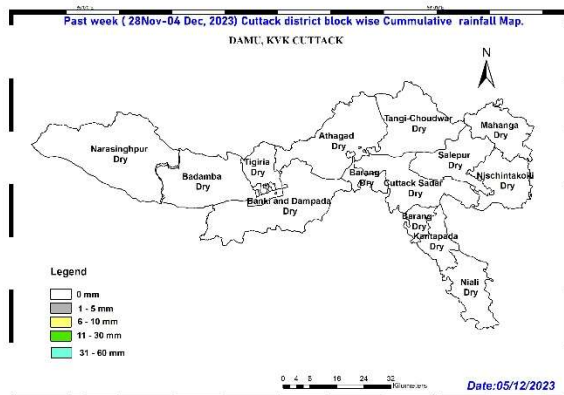 Past week ( 28Nov-04 Dec, 2023) Cuttack district block wise Cummulative rainfall Map.
DAMU, KVK CUTTACK
N
Tangi-Choudwar
Dry
Mahanga
Dry
Athagad
Dry
Narasinghpur
Dry
Salepur
Dry
Tigiria
Dry
Badamba
Dry
Barang
Dry
Cuttack Sadar
Dry
Nischintakoili
Dry
Banki and Dampada
Dry
Barang
Dry
Kantapada
Dry
Niali
Dry
Legend
0 mm
1 - 5 mm
6 - 10 mm
11 - 30 mm
31 - 60 mm
0 4 8 16 24 32
Kilometers
Date:05/12/2023